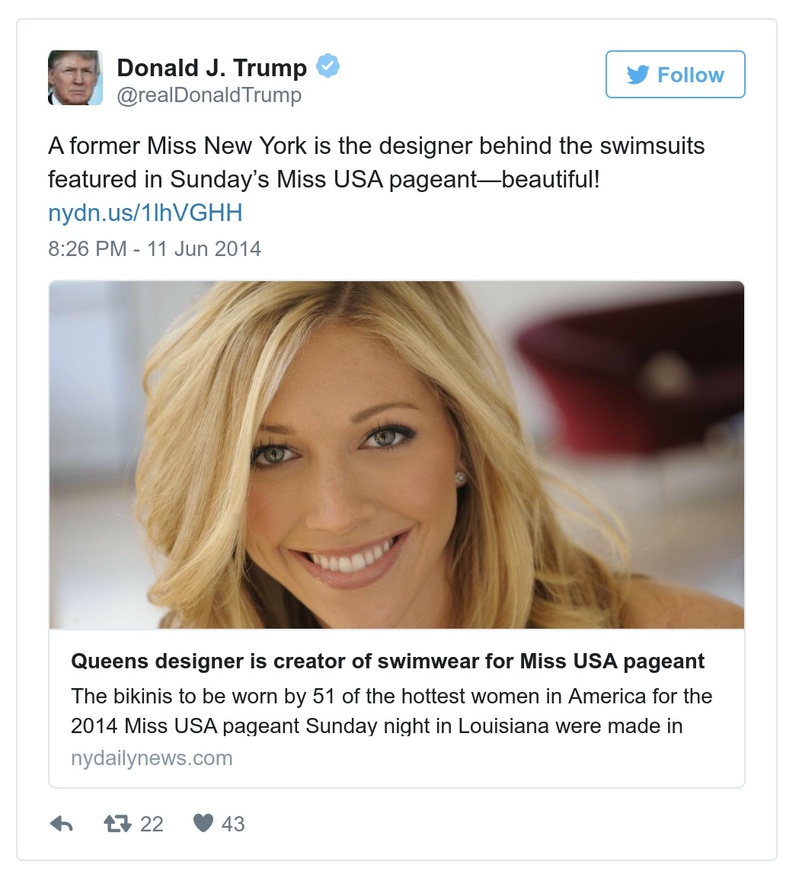 Donald J. Trump
@realDonaldTrump
Follow
A former Miss New York is the designer behind the swimsuits
featured in Sunday’s Miss USA pageant—beautiful!
nydn.us/1lhVGHH
8:26 PM - 11 Jun 2014
Queens designer is creator of swimwear for Miss USA pageant
The bikinis to be worn by 51 of the hottest women in America for the
2014 Miss USA pageant Sunday night in Louisiana were made in
nydailynews.com
22
43